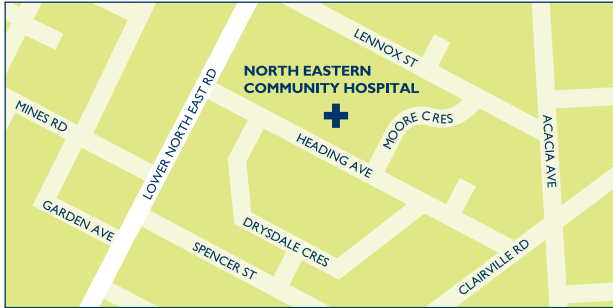 LENNOX ST
NORTH EASTERN
COMMUNITY HOSPITAL
MINES RD
LOWER NORTH EAST RD
MOORE CRES
ACACIA AVE
HEADING AVE
GARDEN AVE
DRYSDALE CRES
SPENCER ST
CLAIRVILLE RD